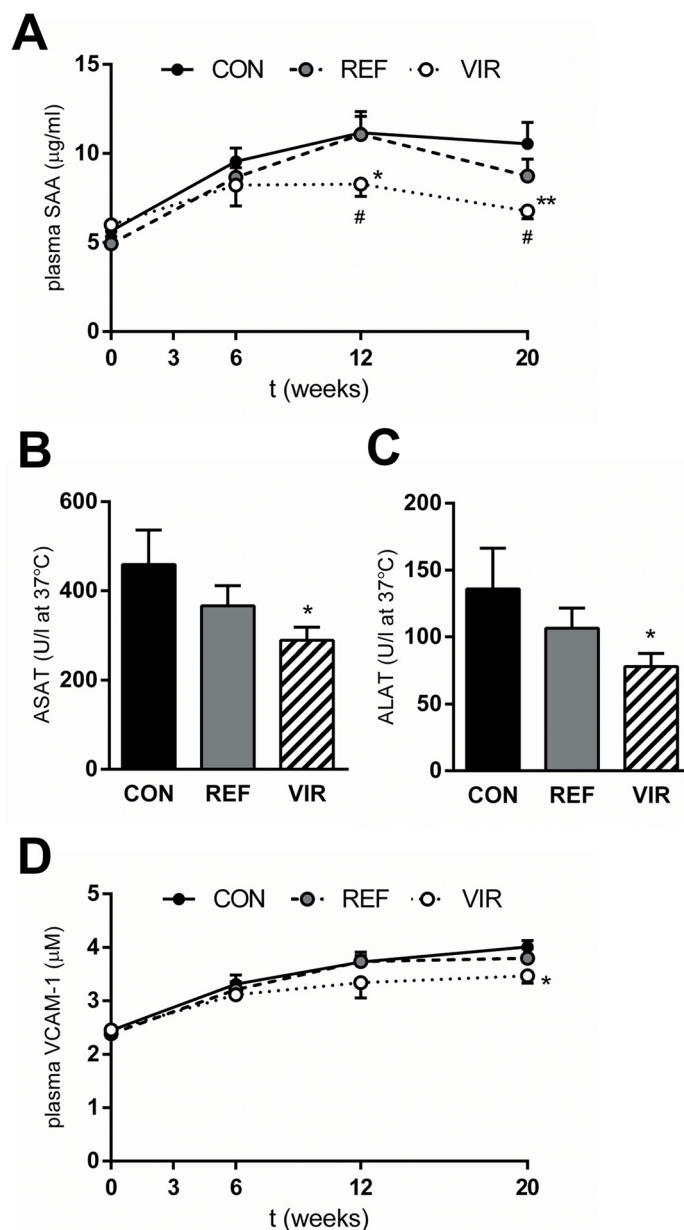 A
CON REF VIR
plasma SAA (µg/ml)
15
10
5
0
*
#
**
#
0 3 6 12 20
t (weeks)
B
ASAT (U/l at 37°C)
600
400
200
0
*
CON REF VIR
C
ALAT (U/l at 37°C)
200
150
100
50
0
*
CON REF VIR
D
CON REF VIR
plasma VCAM-1 (µM)
5
4
3
2
1
0
*
0 3 6 12 20
t (weeks)